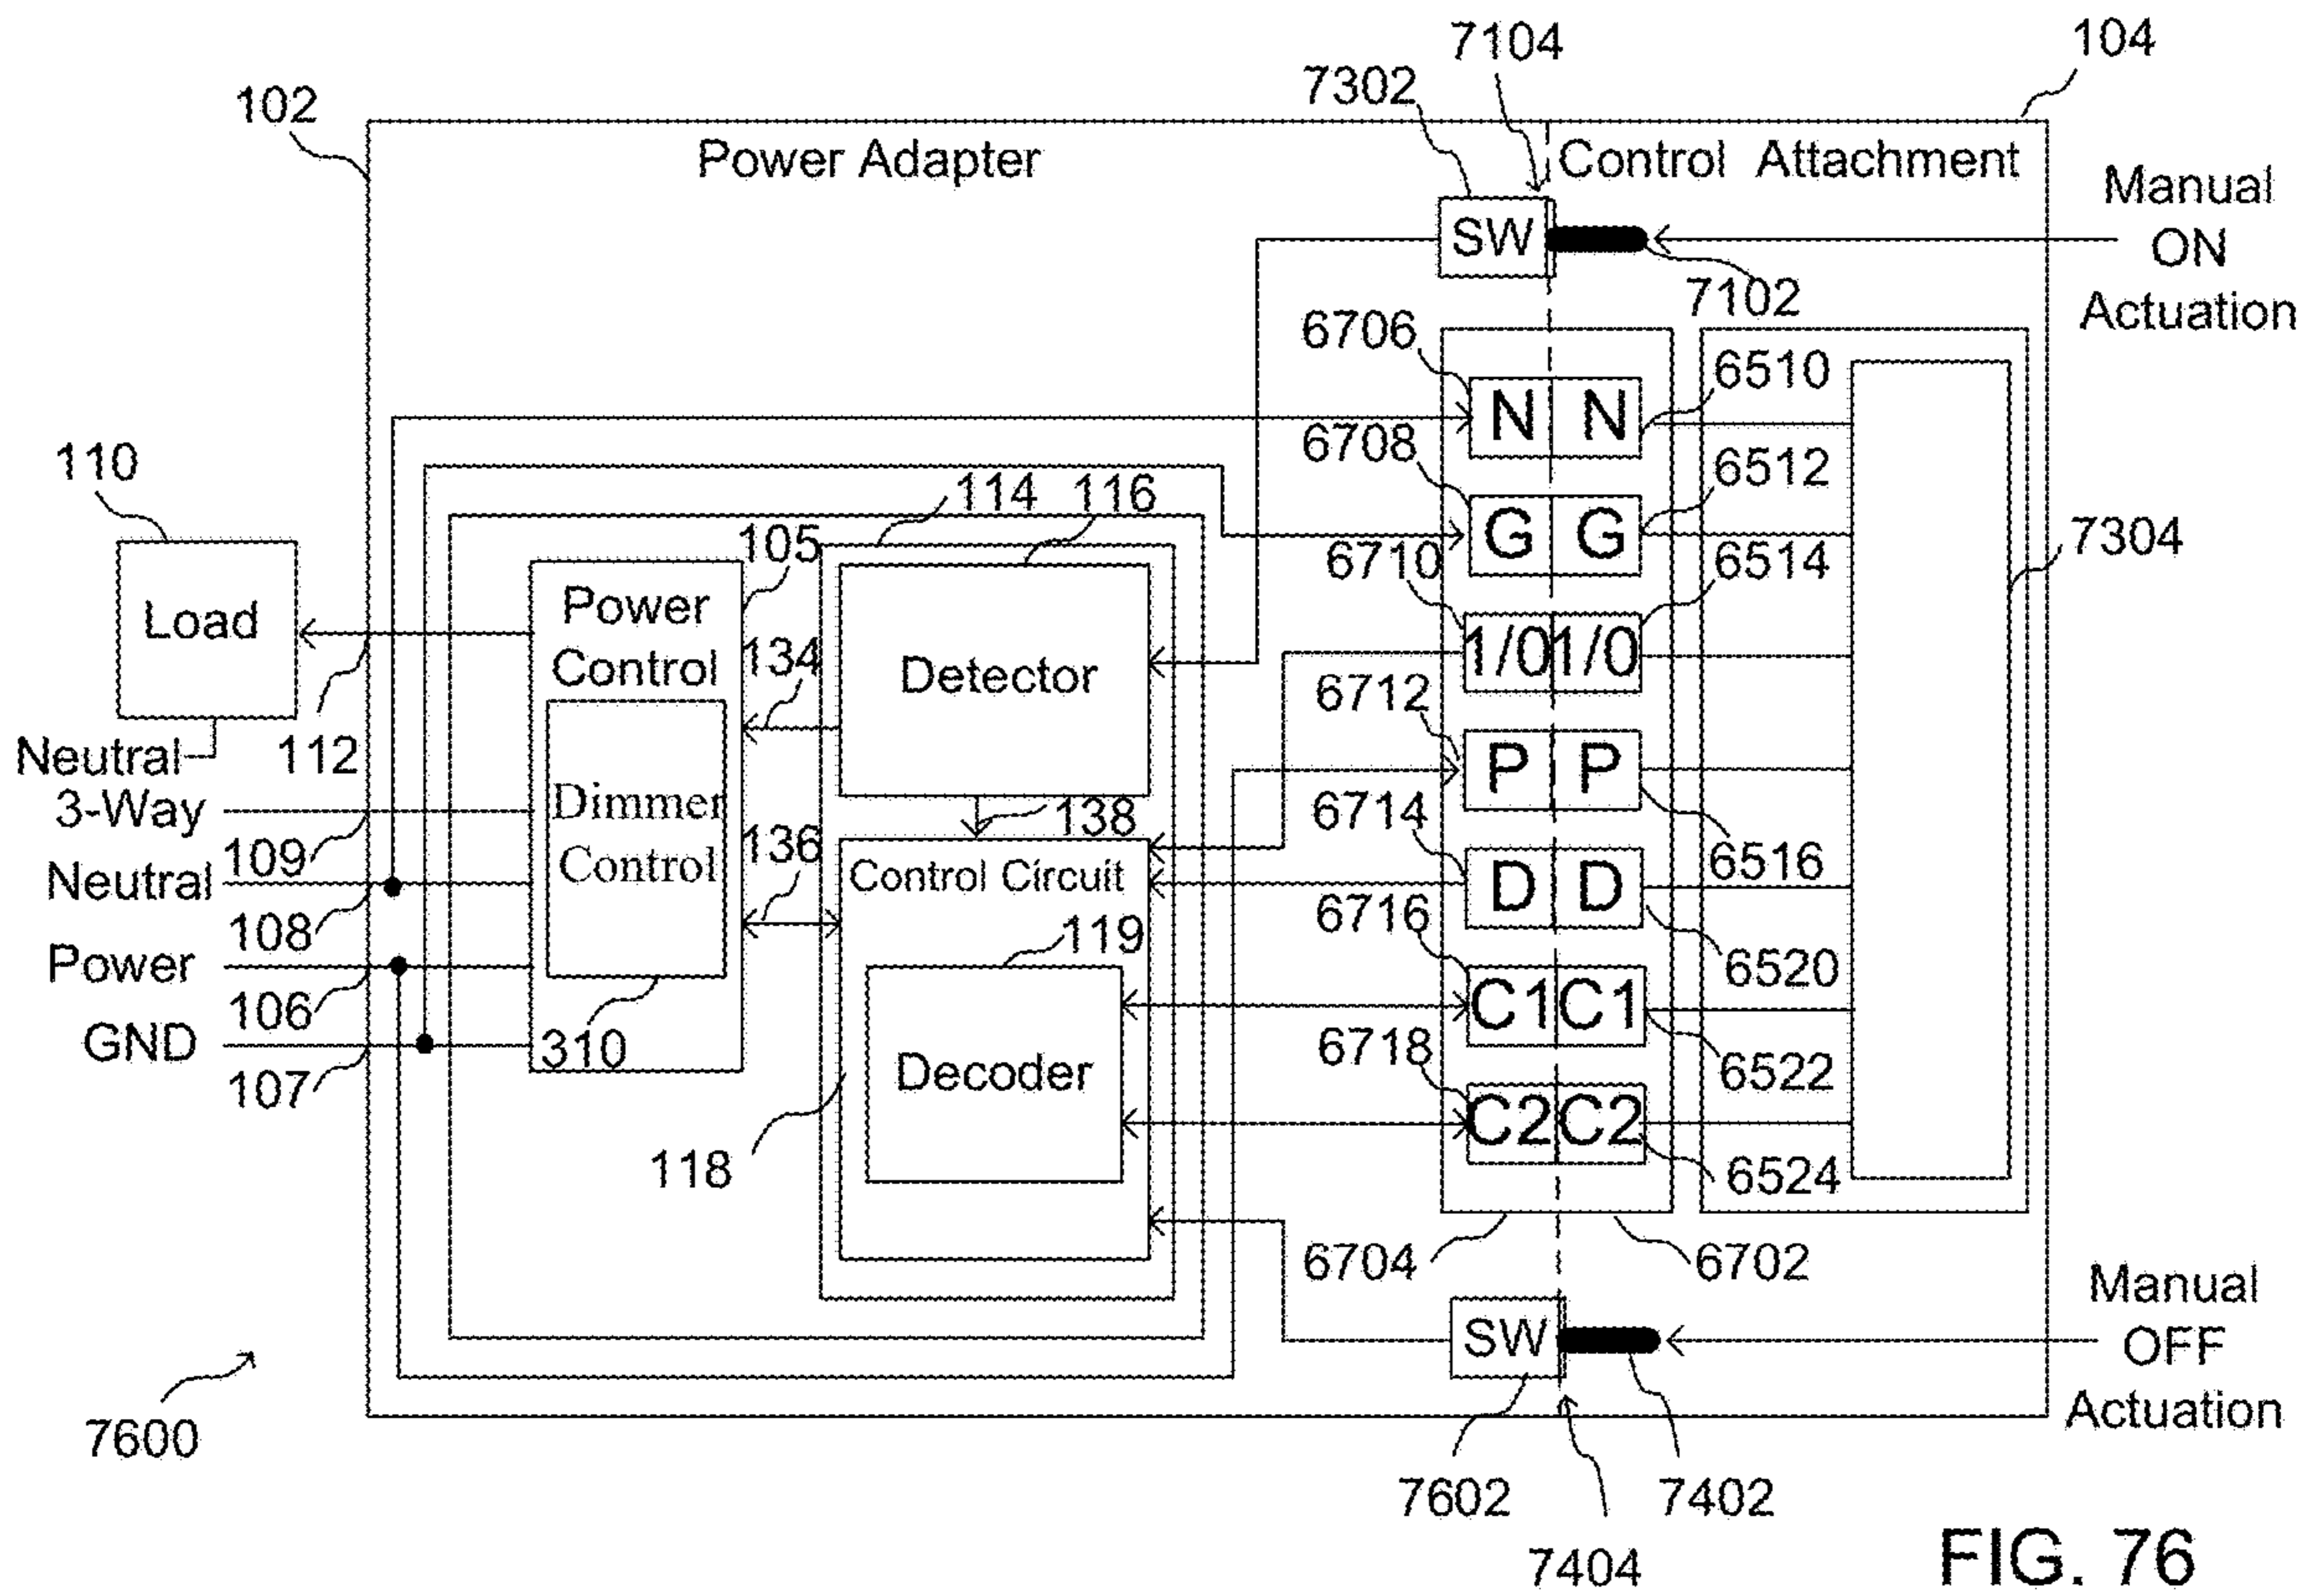 7104
104
7302
102
Power Adapter
Control Attachment
Manual
ON
Actuation
SW
7102
6706
6510
N N
6708
6512
110
114
116
G G
105
7304
6710
6514
Load
Power
Control
134
Detector
1/0 1/0
6712
Neutral
112
P P
3-Way
Dimmer
Control
138
6714
6516
109
136
Control Circuit
Neutral
D D
108
119
6716
6520
Power
106
C1 C1
GND
310
6718
6522
107
Decoder
C2 C2
118
6524
6704
6702
Manual
OFF
Actuation
SW
7600
7602
7402
7404
FIG. 76